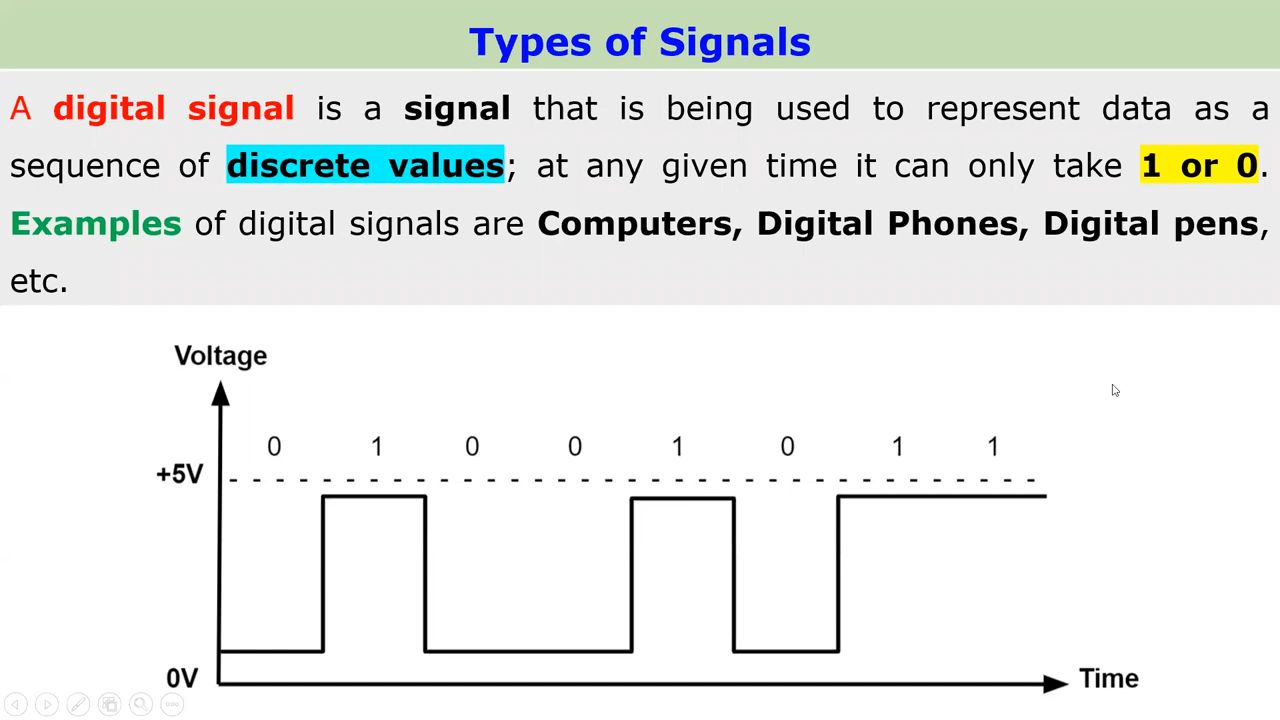 Types of Signals
A digital signal is a signal that is being used to represent data as a
sequence of discrete values; at any given time it can only take 1 or 0.
Examples of digital signals are Computers, Digital Phones, Digital pens,
etc.
Voltage
0 1 0 0 1 0 1 1
+5V
0V
Time